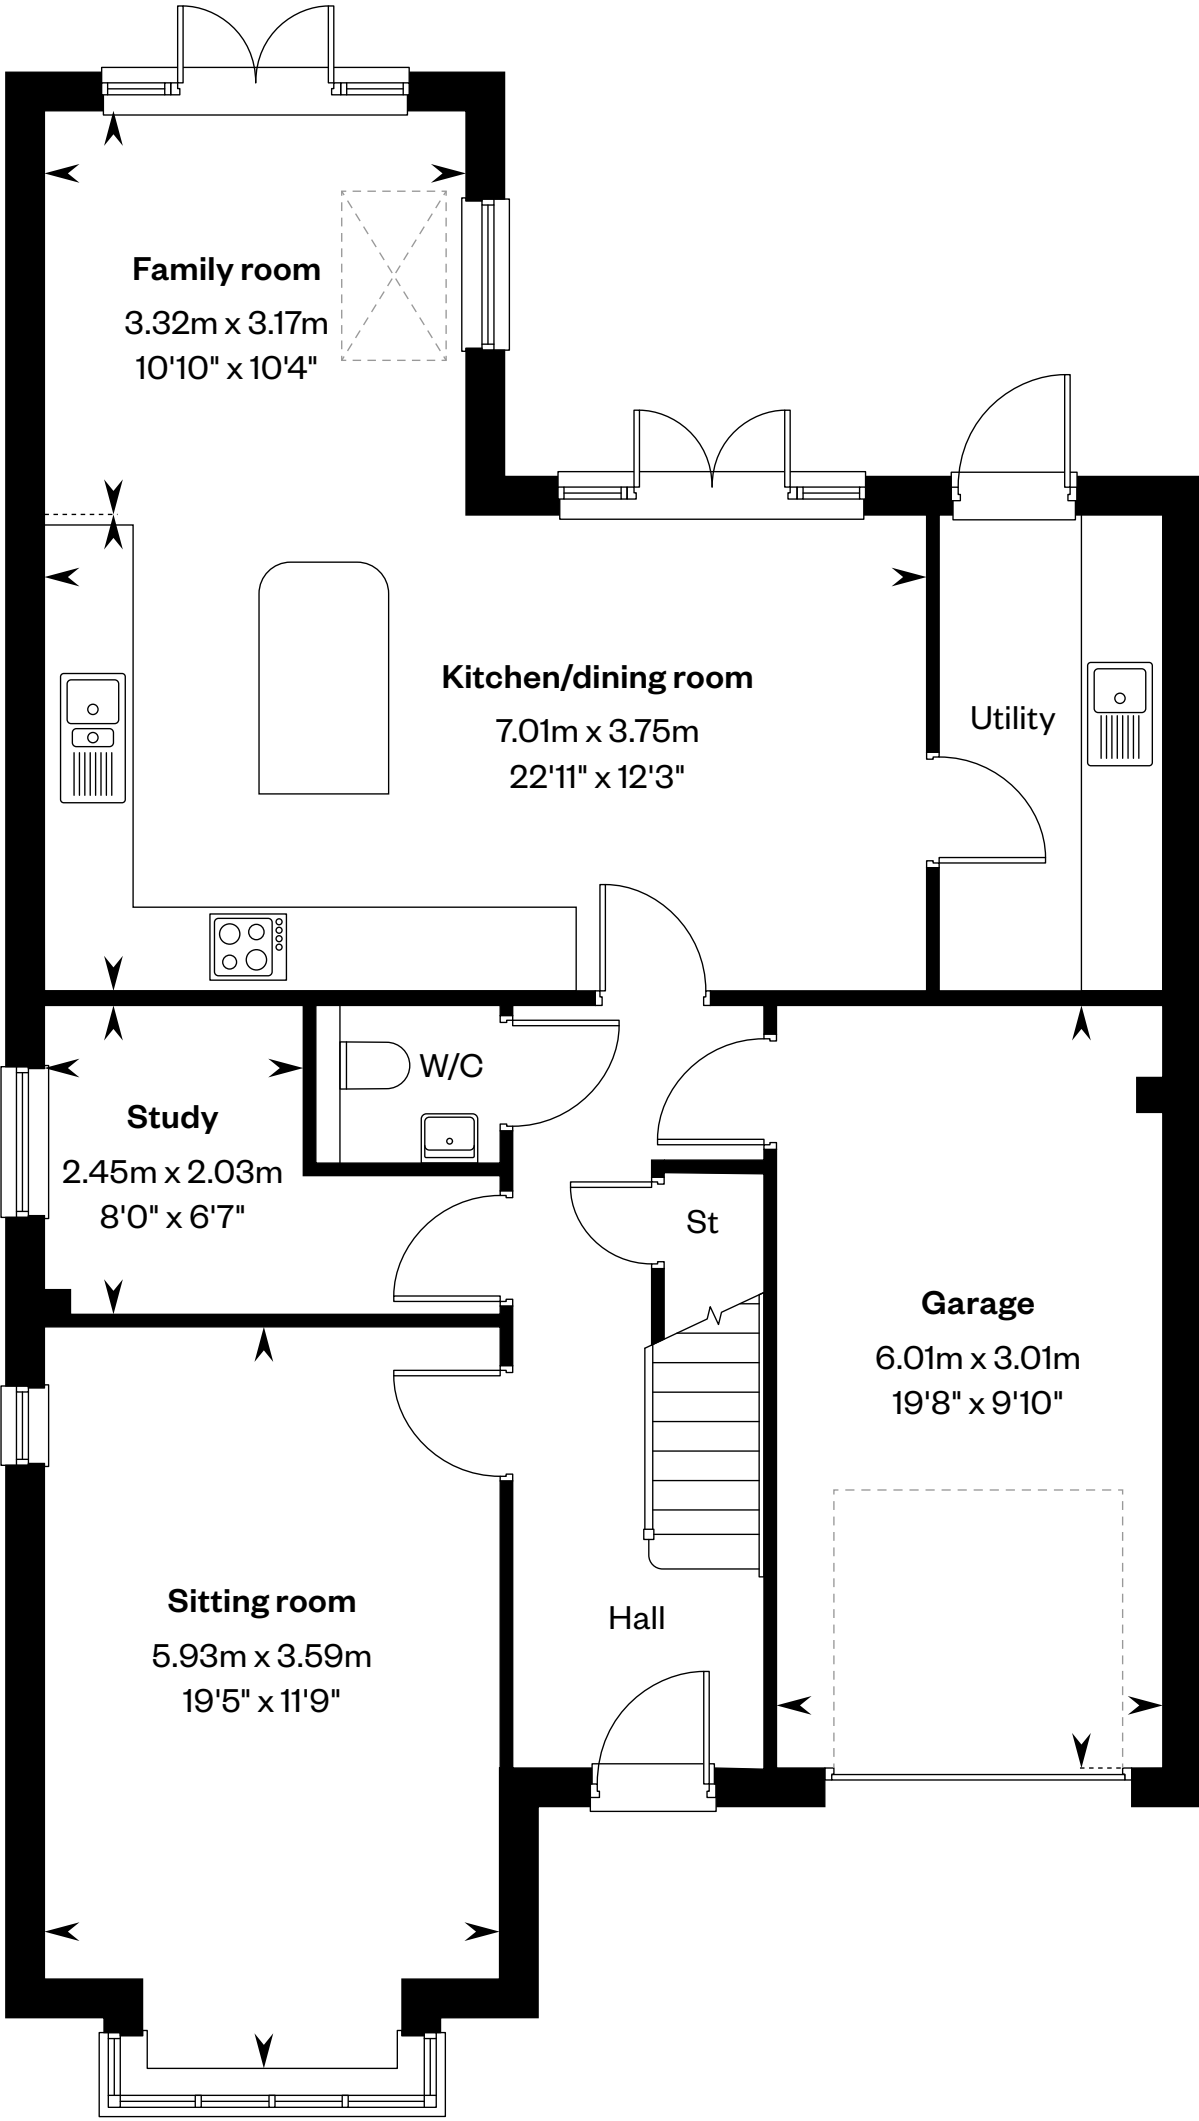 Family room
3.32m x 3.17m
10'10" x 10'4"
Kitchen/dining room
7.01m x 3.75m
22'11" x 12'3"
Utility
W/C
Study
2.45m x 2.03m
8'0" x 6'7"
St
Garage
6.01m x 3.01m
19'8" x 9'10"
Sitting room
5.93m x 3.59m
19'5" x 11'9"
Hall